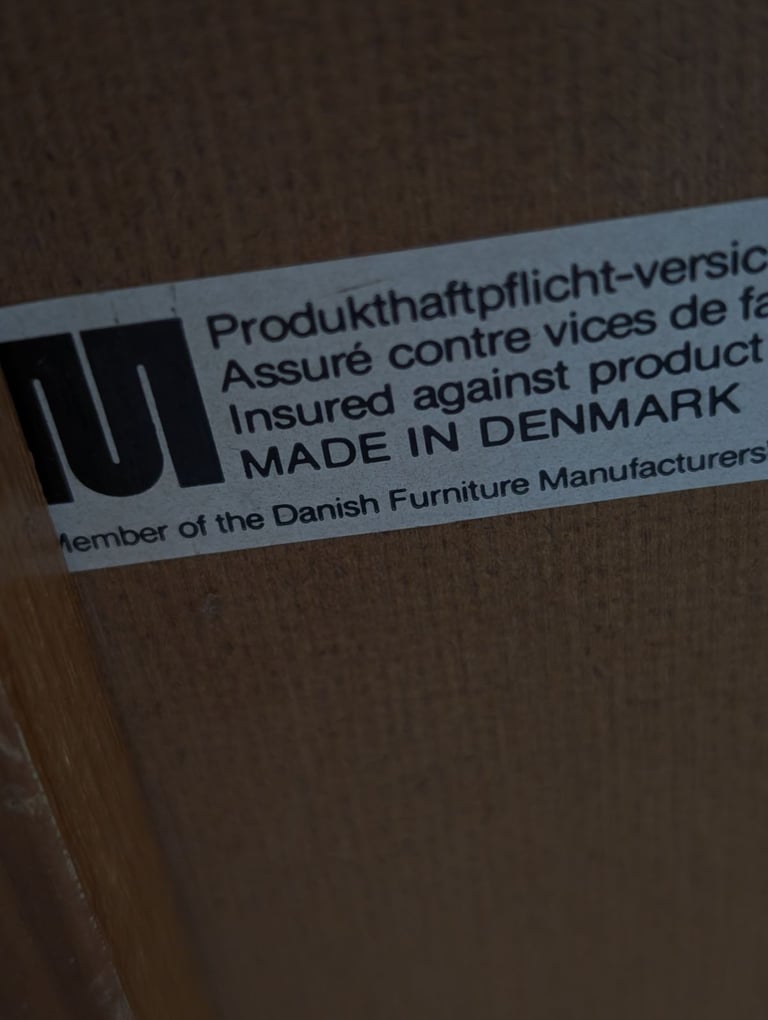 Produkthaftpflicht-versic
Assuré contre vices de fa
Insured against product
MADE IN DENMARK
Member of the Danish Furniture Manufacturers'